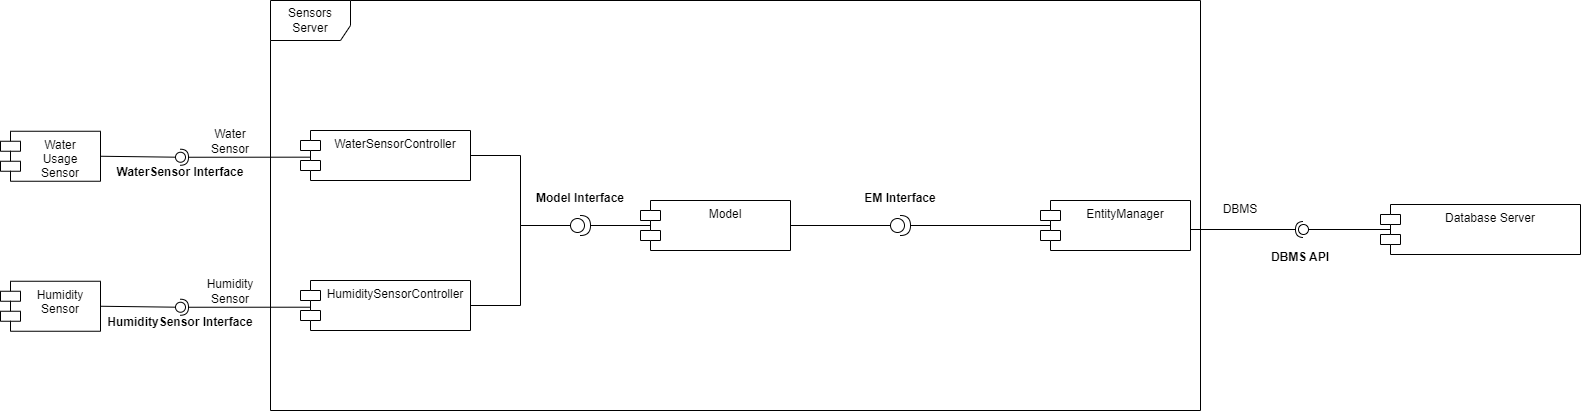 Sensors
Server
Water
Usage
Sensor
Water
Sensor
WaterSensor Interface
WaterSensorController
Humidity
Sensor
Humidity
Sensor
HumiditySensor Interface
HumiditySensorController
Model Interface
Model
EM Interface
EntityManager
DBMS
DBMS API
Database Server